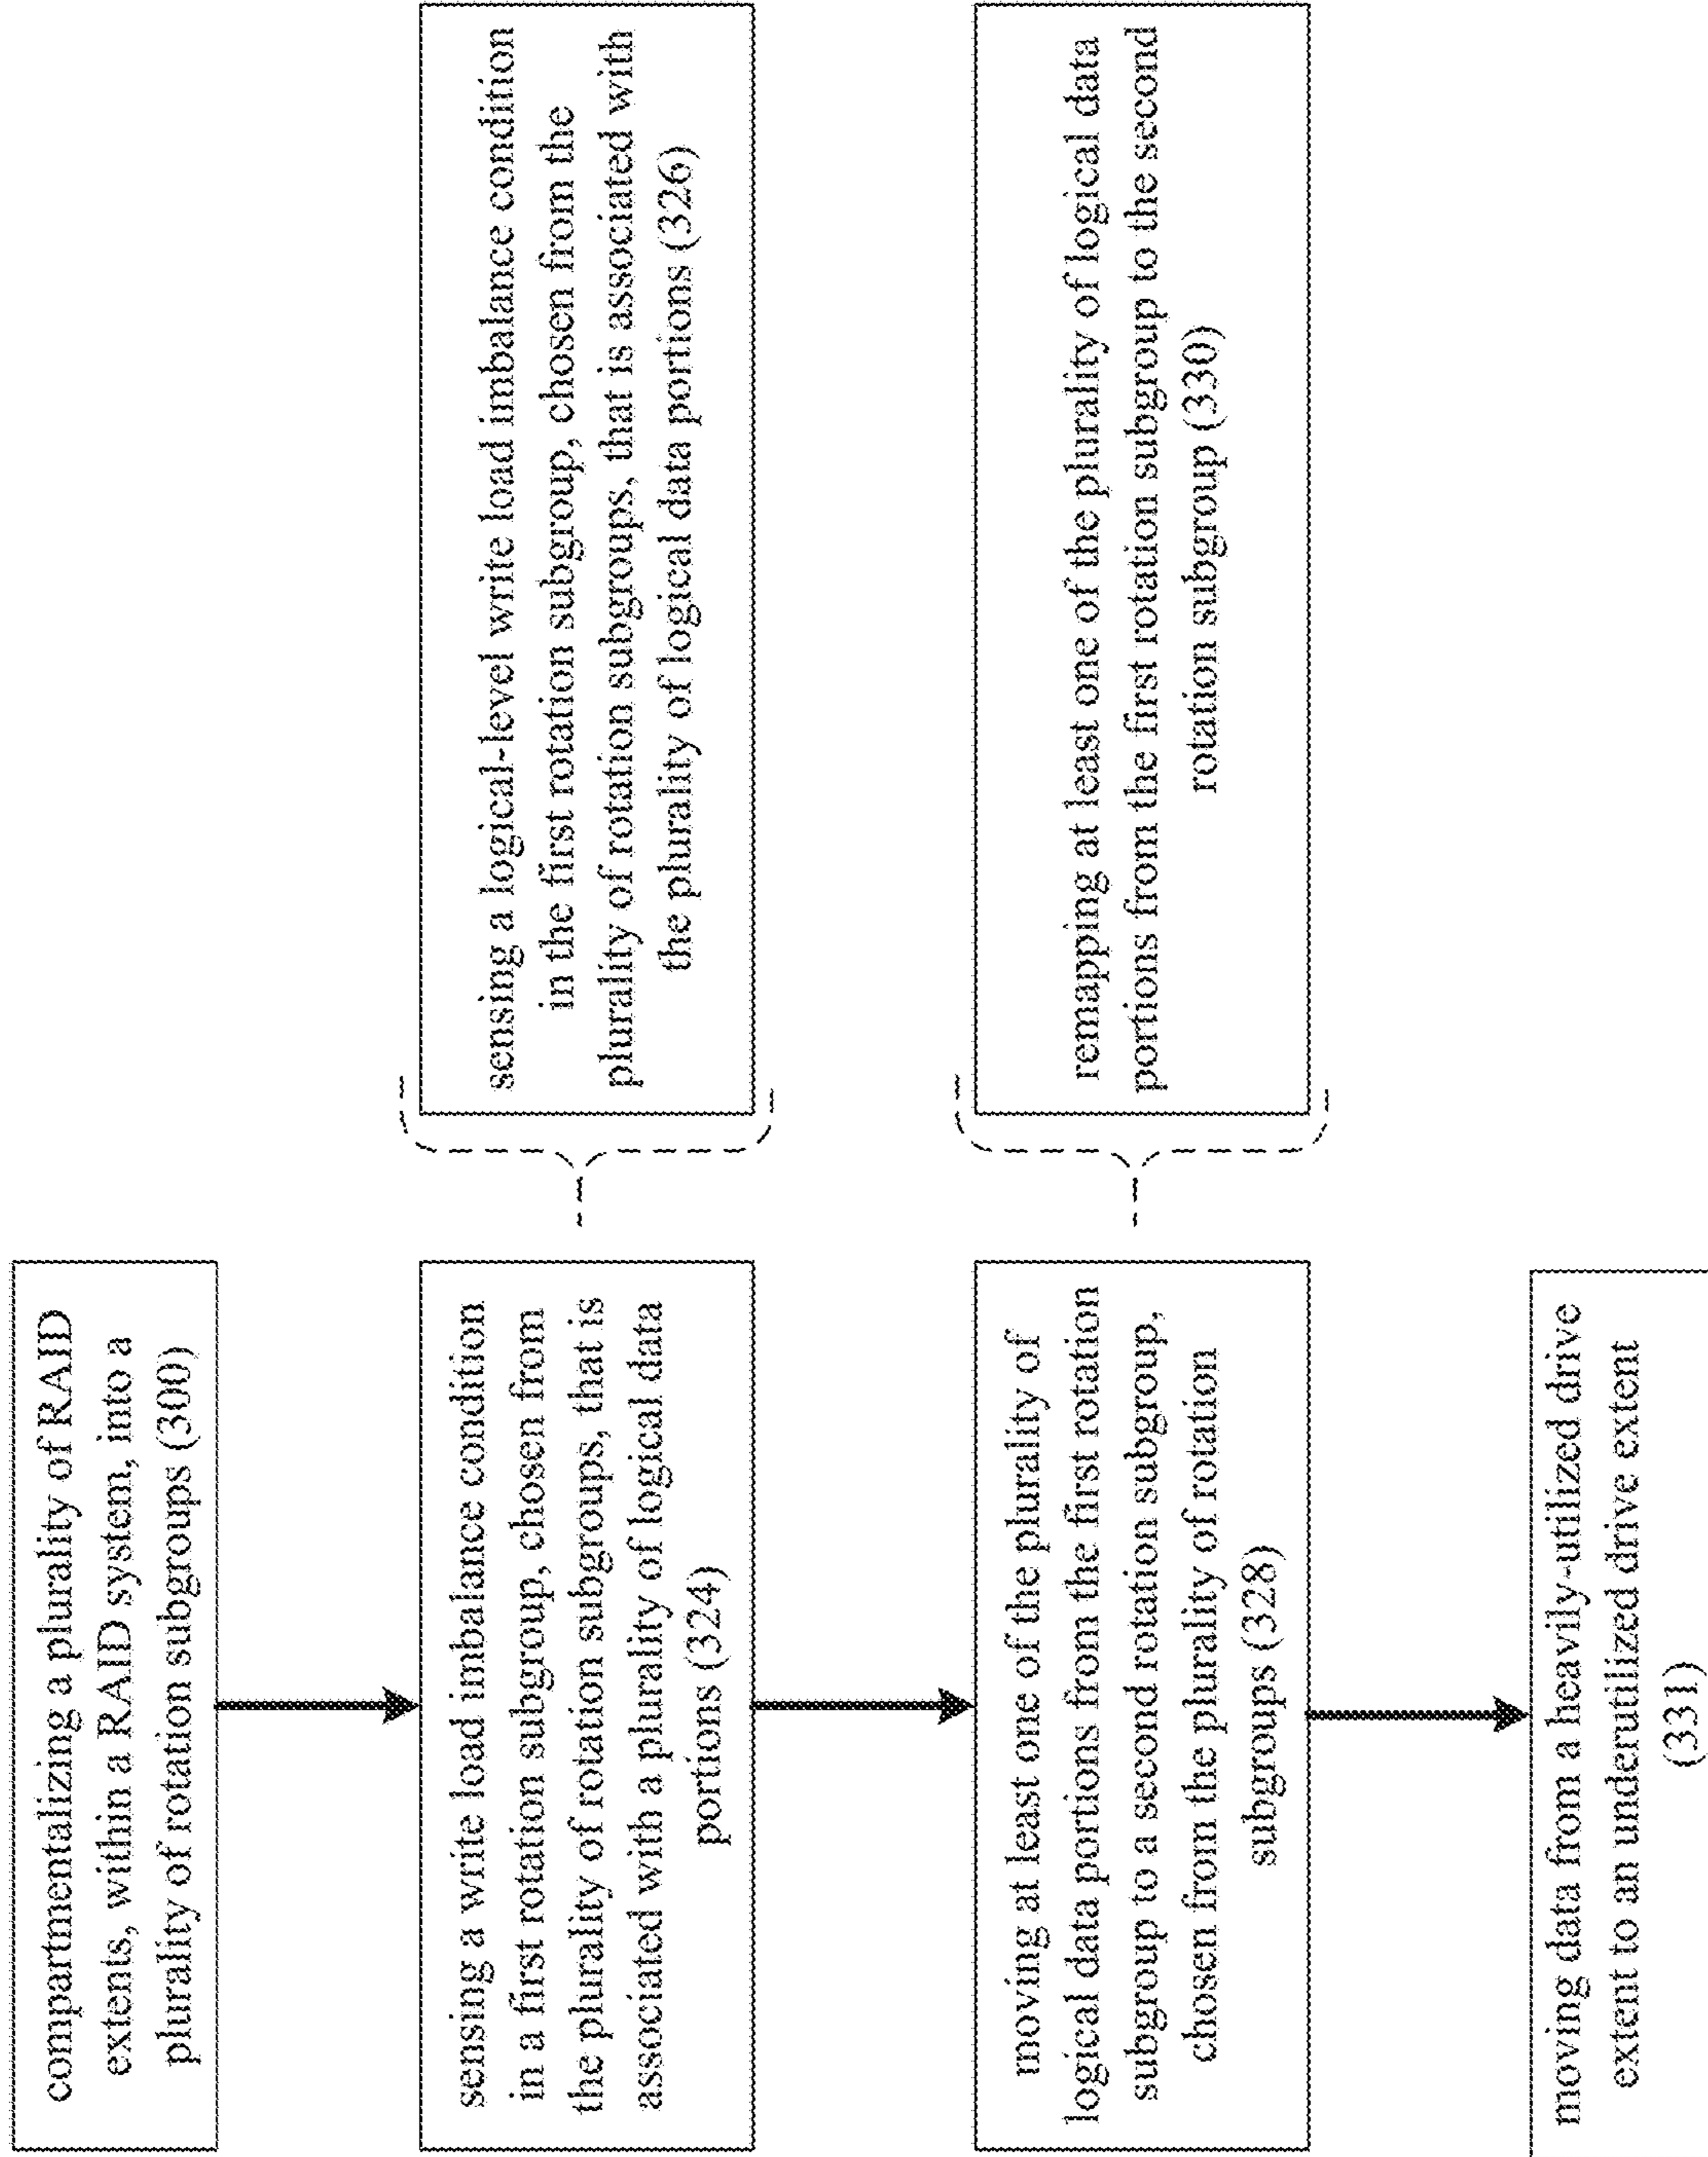 compartmentalizing a plurality of RAID
extents, within a RAID system, into a
plurality of rotation subgroups (300)
sensing a write load imbalance condition
in a first rotation subgroup, chosen from
the plurality of rotation subgroups, that is
associated with a plurality of logical data
portions (324)
sensing a logical-level write load imbalance condition
in the first rotation subgroup, chosen from the
plurality of rotation subgroups, that is associated with
the plurality of logical data portions (326)
moving at least one of the plurality of
logical data portions from the first rotation
subgroup to a second rotation subgroup,
chosen from the plurality of rotation
subgroups (328)
remapping at least one of the plurality of logical data
portions from the first rotation subgroup to the second
rotation subgroup (330)
moving data from a heavily-utilized drive
extent to an underutilized drive extent
(331)